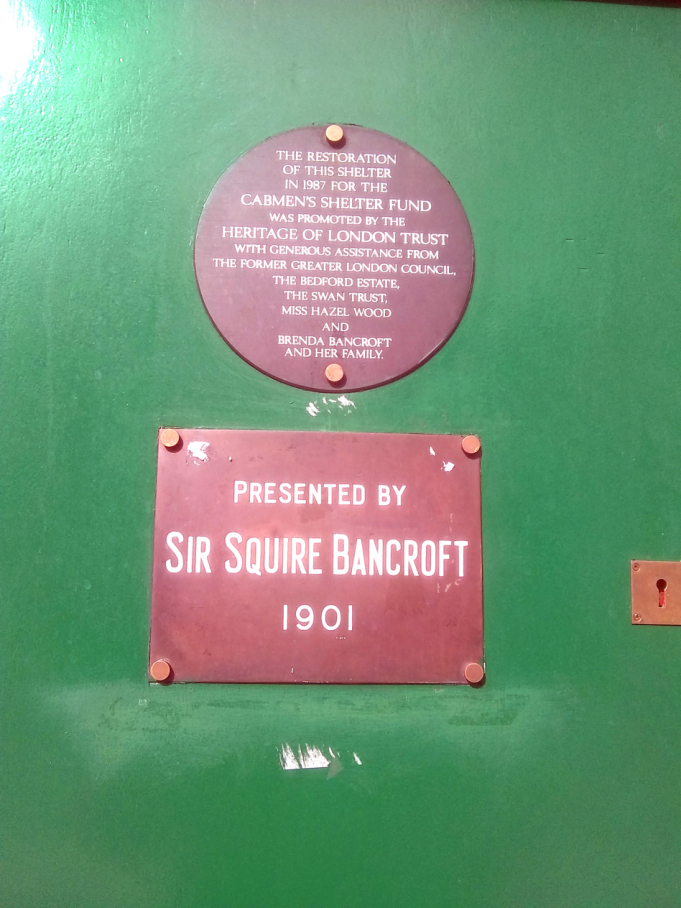 THE RESTORATION
OF THIS SHELTER
IN 1987 FOR THE
CABMEN'S SHELTER FUND
WAS PROMOTED BY THE
HERITAGE OF LONDON TRUST
WITH GENEROUS ASSISTANCE FROM
THE FORMER GREATER LONDON COUNCIL,
THE BEDFORD ESTATE,
THE SWAN TRUST,
MISS HAZEL WOOD
AND
BRENDA BANCROFT
AND HER FAMILY.
PRESENTED BY
SIR SQUIRE BANCROFT
1901